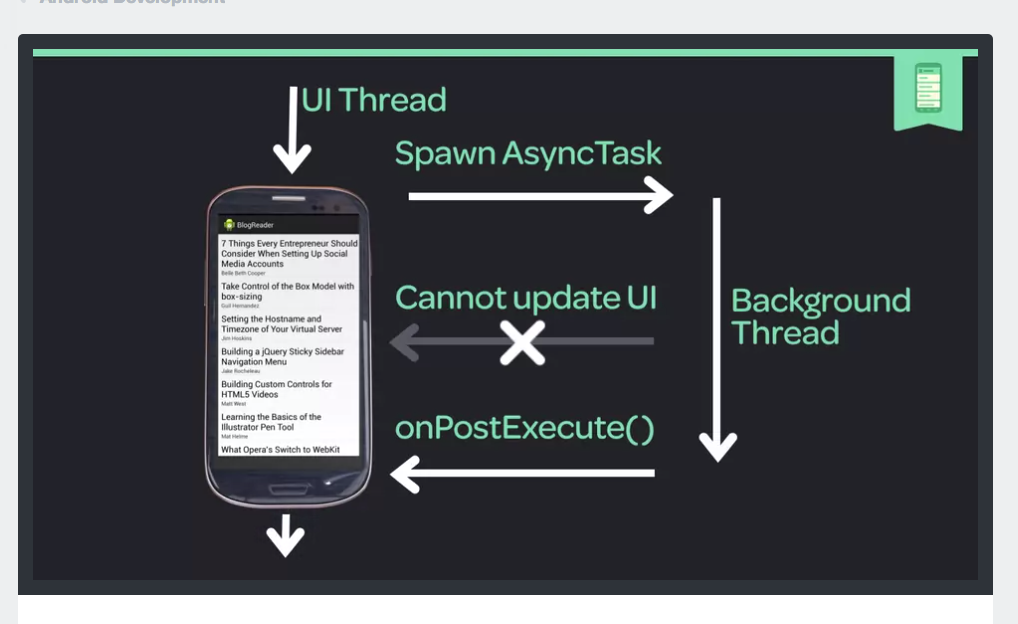 Android Development
UI Thread
Spawn AsyncTask
BlogReader
7 Things Every Entrepreneur Should
Consider When Setting Up Social
Media Accounts
Belle Beth Cooper
Take Control of the Box Model with
box-sizing
Guil Hernandez
Setting the Hostname and
Timezone of Your Virtual Server
Jim Hoskins
Building a jQuery Sticky Sidebar
Navigation Menu
Jake Rocheleau
Building Custom Controls for
HTML5 Videos
Matt West
Learning the Basics of the
Illustrator Pen Tool
Mat Helme
What Opera's Switch to WebKit
Cannot update UI
Background
Thread
onPostExecute()